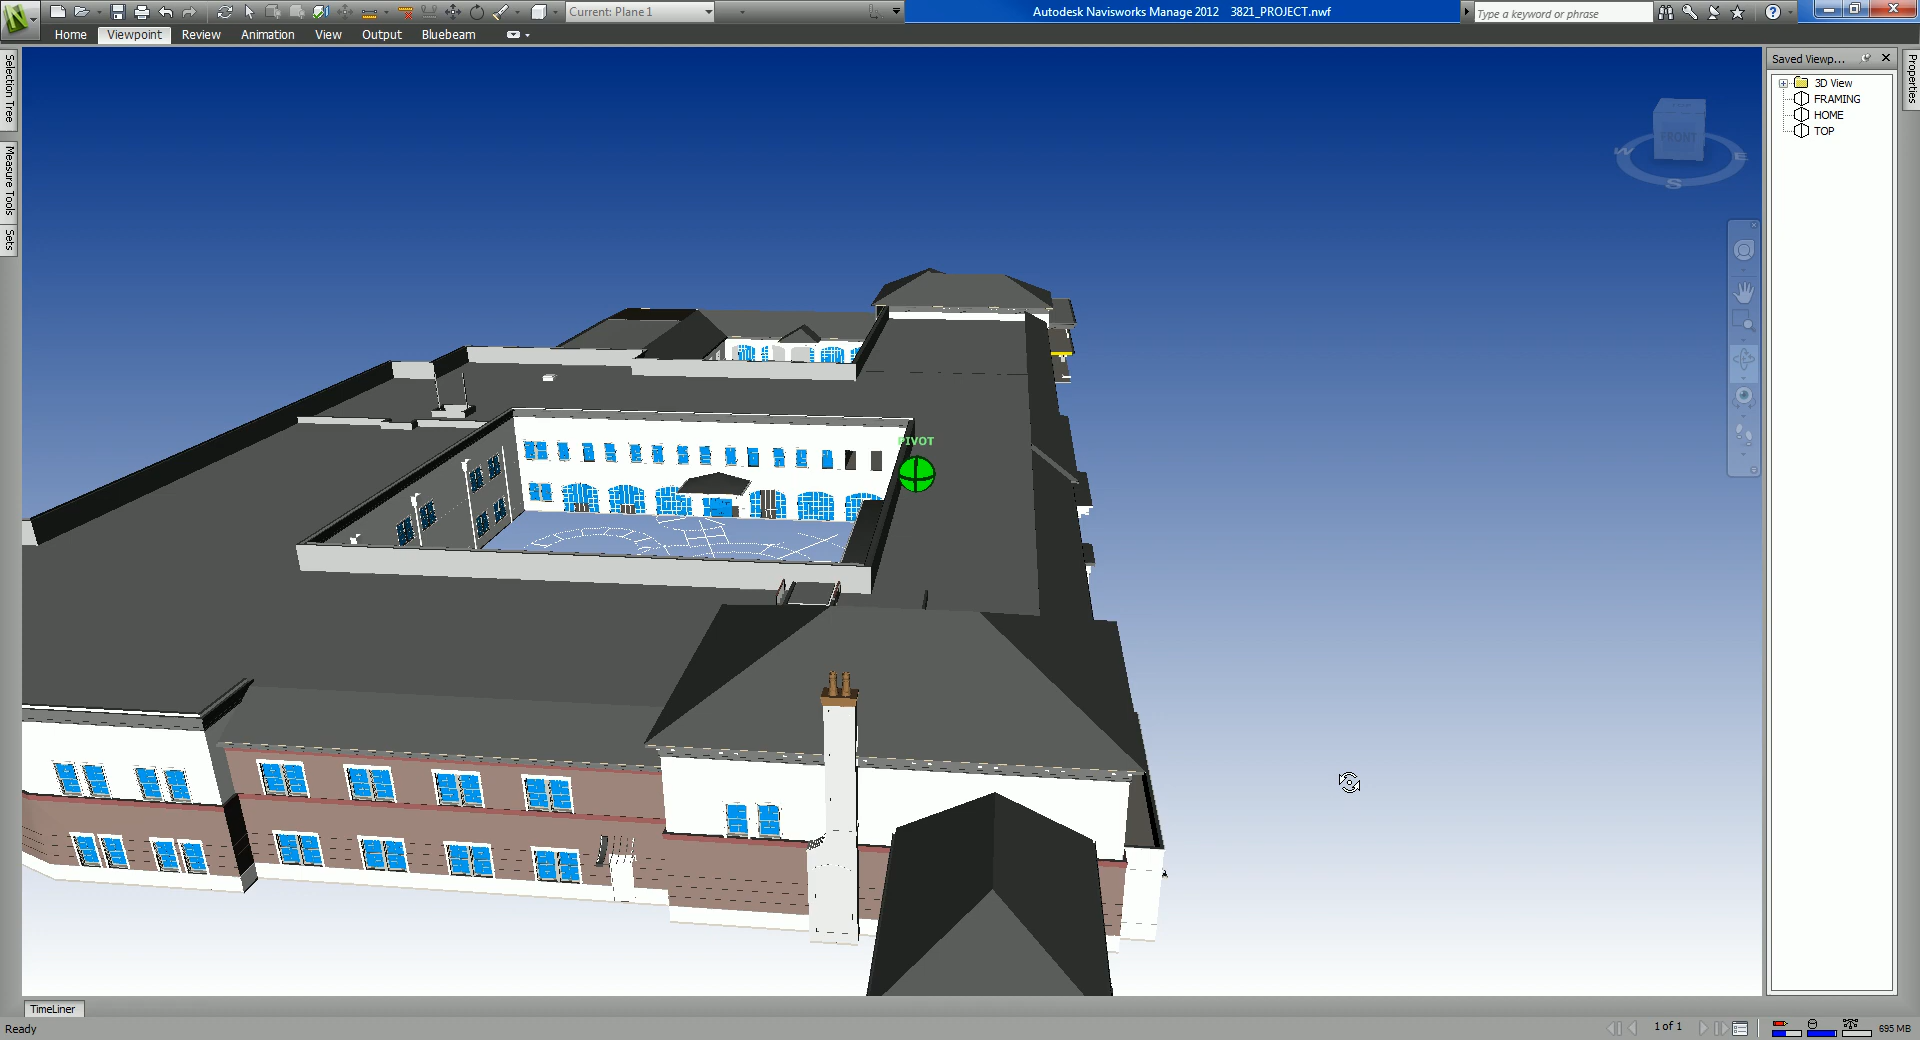 Current: Plane 1
Autodesk Navisworks Manage 2012 3821_PROJECT.nwf
Type a keyword or phrase
Home Viewpoint Review Animation View Output Bluebeam
Selection Tree
Measure Tools
Sets
Saved Viewp...
Properties
3D View
FRAMING
HOME
TOP
FRONT
W E
S
PIVOT
TimeLiner
Ready
1 of 1
695 MB